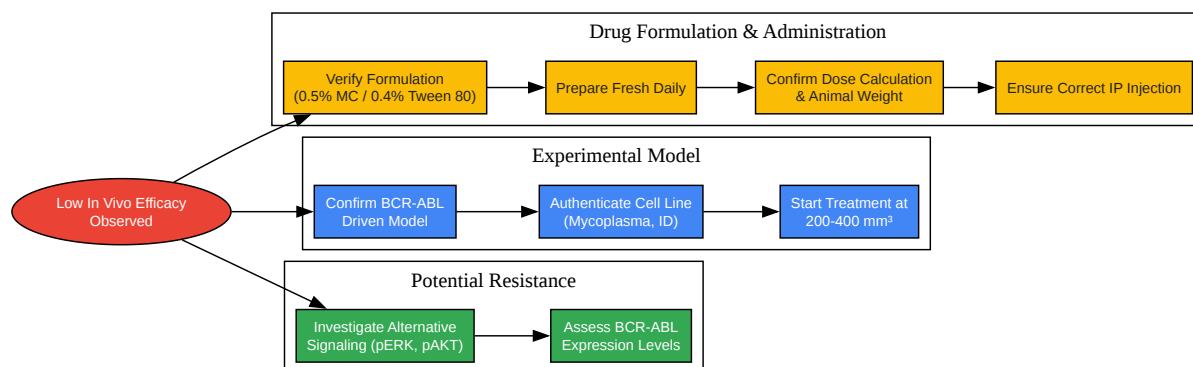 Drug Formulation & Administration
Verify Formulation
(0.5% MC / 0.4% Tween 80)
Prepare Fresh Daily
Confirm Dose Calculation
& Animal Weight
Ensure Correct IP Injection
Experimental Model
Low In Vivo Efficacy
Observed
Confirm BCR-ABL
Driven Model
Authenticate Cell Line
(Mycoplasma, ID)
Start Treatment at
200-400 mm³
Potential Resistance
Investigate Alternative
Signaling (pERK, pAKT)
Assess BCR-ABL
Expression Levels